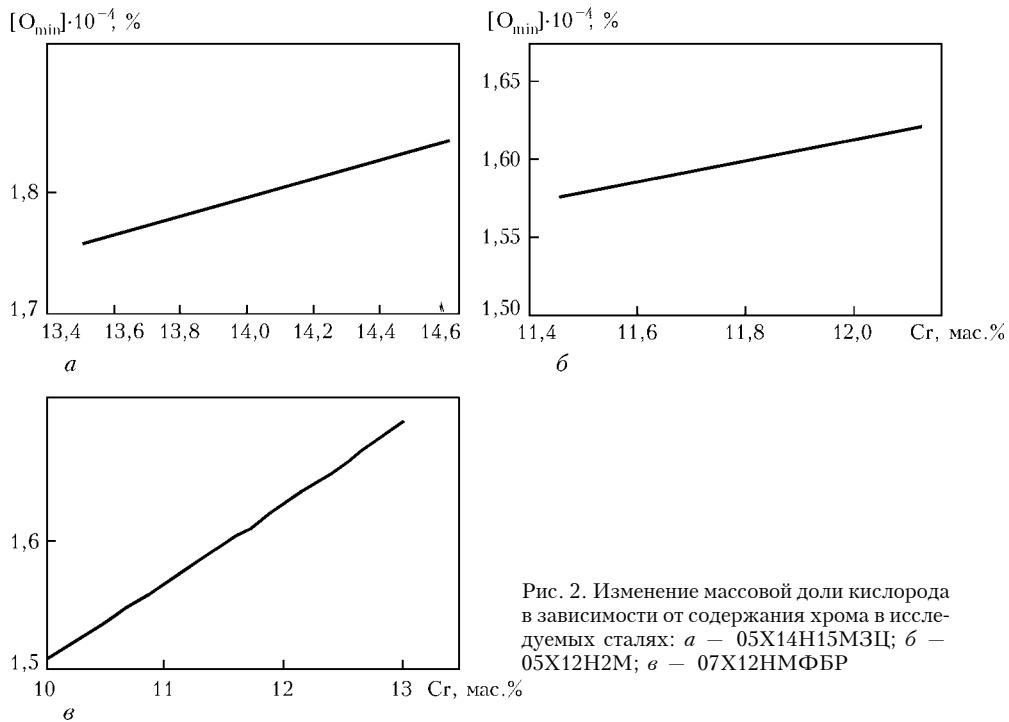 [Omin]·10⁻⁴, %
1,8
1,7
13,4 13,6 13,8 14,0 14,2 14,4 14,6
а
[Omin]·10⁻⁴, %
1,65
1,60
1,55
1,50
11,4 11,6 11,8 12,0 Cr, мас.%
б
1,6
1,5
10 11 12 13 Cr, мас.%
в
Рис. 2. Изменение массовой доли кислорода
в зависимости от содержания хрома в иссле-
дуемых сталях: а — 05Х14Н15МЗЦ; б —
05Х12Н2М; в — 07Х12НМФБР